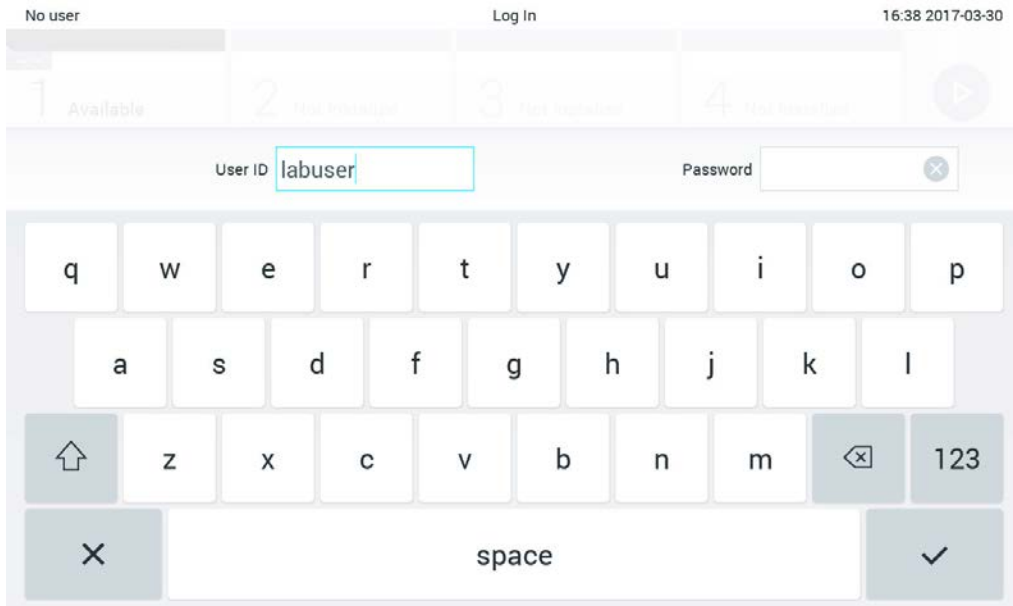 No user Log In 16:38 2017-03-30
1 Available 2 Not installed 3 Not installed 4 Not installed
User ID labuser Password
q w e r t y u i o p
a s d f g h j k l
z x c v b n m 123
space